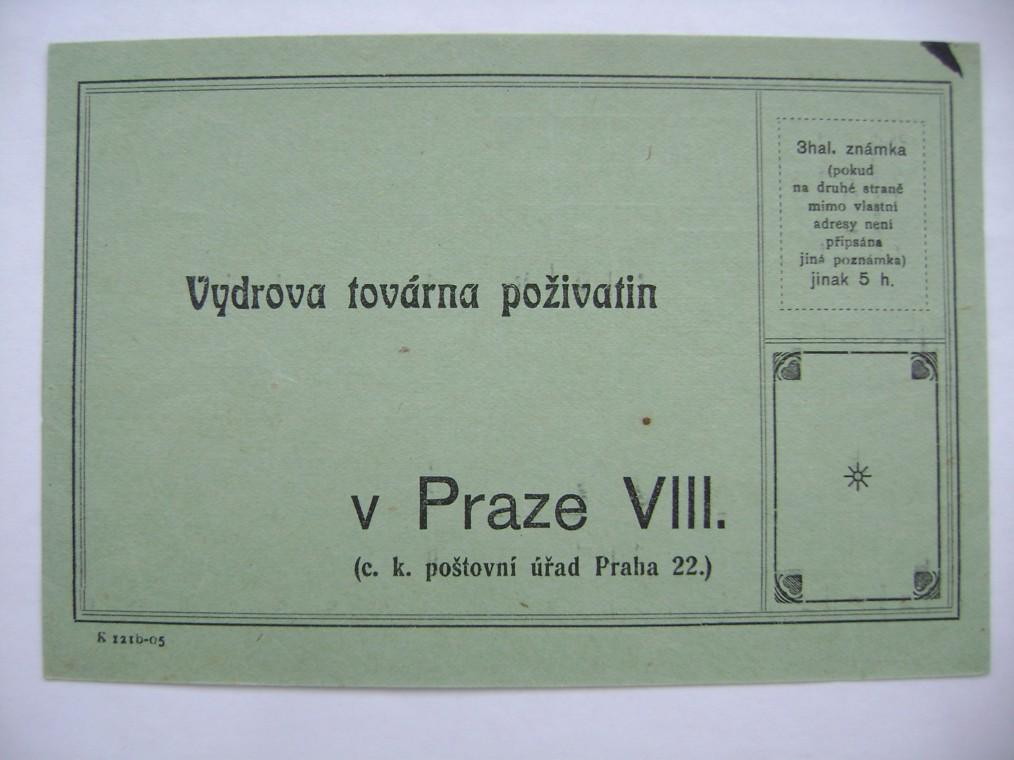 Vydrova továrna poživatin
v Praze VIII.
(c. k. poštovní úřad Praha 22.)
3hal. známka
(pokud
na druhé straně
mimo vlastní
adresy není
připsána
jiná poznámka)
jinak 5 h.
K 121b-05